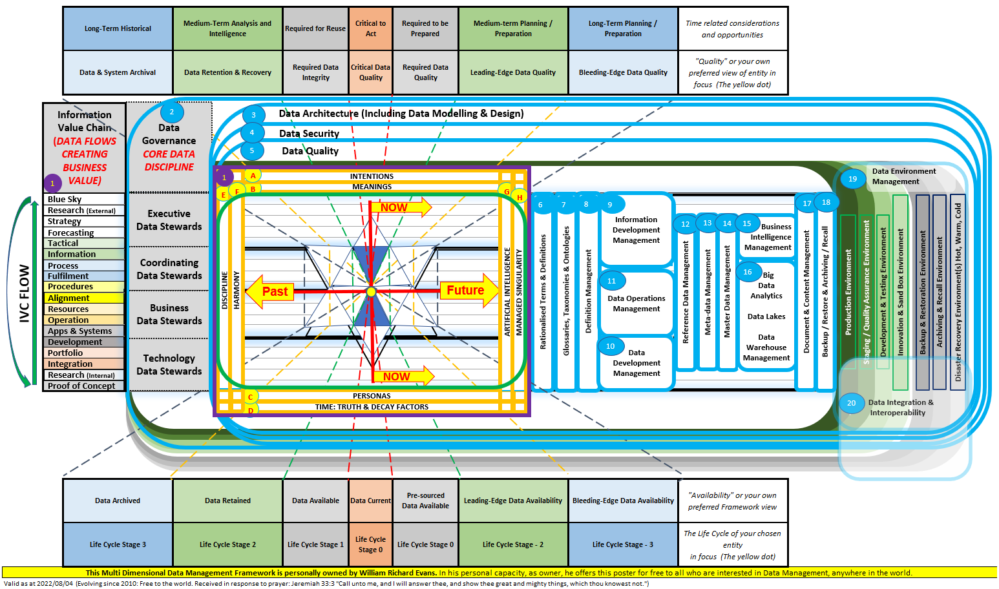 Long-Term Historical
Medium-Term Analysis and
Intelligence
Required for Reuse
Critical to
Act
Required to be
Prepared
Medium-term Planning /
Preparation
Long-Term Planning /
Preparation
Time related considerations
and opportunities
Data & System Archival
Data Retention & Recovery
Required Data
Integrity
Critical Data
Quality
Required Data
Quality
Leading-Edge Data Quality
Bleeding-Edge Data Quality
"Quality" or your own
preferred view of entity in
focus (The yellow dot)
Information
Value Chain
(DATA FLOWS
CREATING
BUSINESS
VALUE)
1
2
Data
Governance
CORE DATA
DISCIPLINE
3
Data Architecture (Including Data Modelling & Design)
4
Data Security
5
Data Quality
IVC FLOW
Blue Sky
Research (External)
Strategy
Forecasting
Tactical
Information
Process
Fulfilment
Procedures
Alignment
Resources
Operation
Apps & Systems
Development
Portfolio
Integration
Research (Internal)
Proof of Concept
Executive
Data Stewards
Coordinating
Data Stewards
Business
Data Stewards
Technology
Data Stewards
1
A
INTENTIONS
B
MEANINGS
E
F
G
H
DISCIPLINE
HARMONY
NOW
Past
Future
NOW
ARTIFICIAL INTELLIGENCE
MANAGED SINGULARITY
C
PERSONAS
D
TIME: TRUTH & DECAY FACTORS
6
Rationalised Terms & Definitions
7
Glossaries, Taxonomies & Ontologies
8
Definition Management
9
Information
Development
Management
11
Data Operations
Management
10
Data
Development
Management
12
Reference Data Management
13
Meta-data Management
14
Master Data Management
15
Business
Intelligence
Management
16
Big
Data
Analytics
Data Lakes
Data
Warehouse
Management
17
Document & Content Management
18
Backup / Restore & Archiving / Recall
19
Data Environment
Management
Production Environment
Staging / Quality Assurance Environment
Development & Testing Environment
Innovation & Sand Box Environment
Backup & Restoration Environment
Archiving & Recall Environment
Disaster Recovery Environment(s) Hot, Warm, Cold
20
Data Integration &
Interoperability
Data Archived
Data Retained
Data Available
Data Current
Pre-sourced
Data Available
Leading-Edge Data Availability
Bleeding-Edge Data Availability
"Availability" or your own
preferred Framework view
Life Cycle Stage 3
Life Cycle Stage 2
Life Cycle Stage 1
Life Cycle
Stage 0
Life Cycle Stage 0
Life Cycle Stage - 2
Life Cycle Stage - 3
The Life Cycle of your chosen
entity
in focus (The yellow dot)
This Multi Dimensional Data Management Framework is personally owned by William Richard Evans. In his personal capacity, as owner, he offers this poster for free to all who are interested in Data Management, anywhere in the world.
Valid as at 2022/08/04 (Evolving since 2010: Free to the world. Received in response to prayer: Jeremiah 33:3 "Call unto me, and I will answer thee, and show thee great and mighty things, which thou knowest not.")